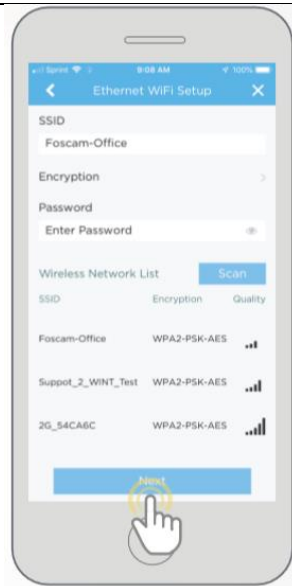 Sprint 9:08 AM 100%
Ethernet WiFi Setup
SSID
Foscam-Office
Encryption
Password
Enter Password
Wireless Network List Scan
SSID Encryption Quality
Foscam-Office WPA2-PSK-AES
Suppot_2_WINT_Test WPA2-PSK-AES
2G_54CA6C WPA2-PSK-AES
Next